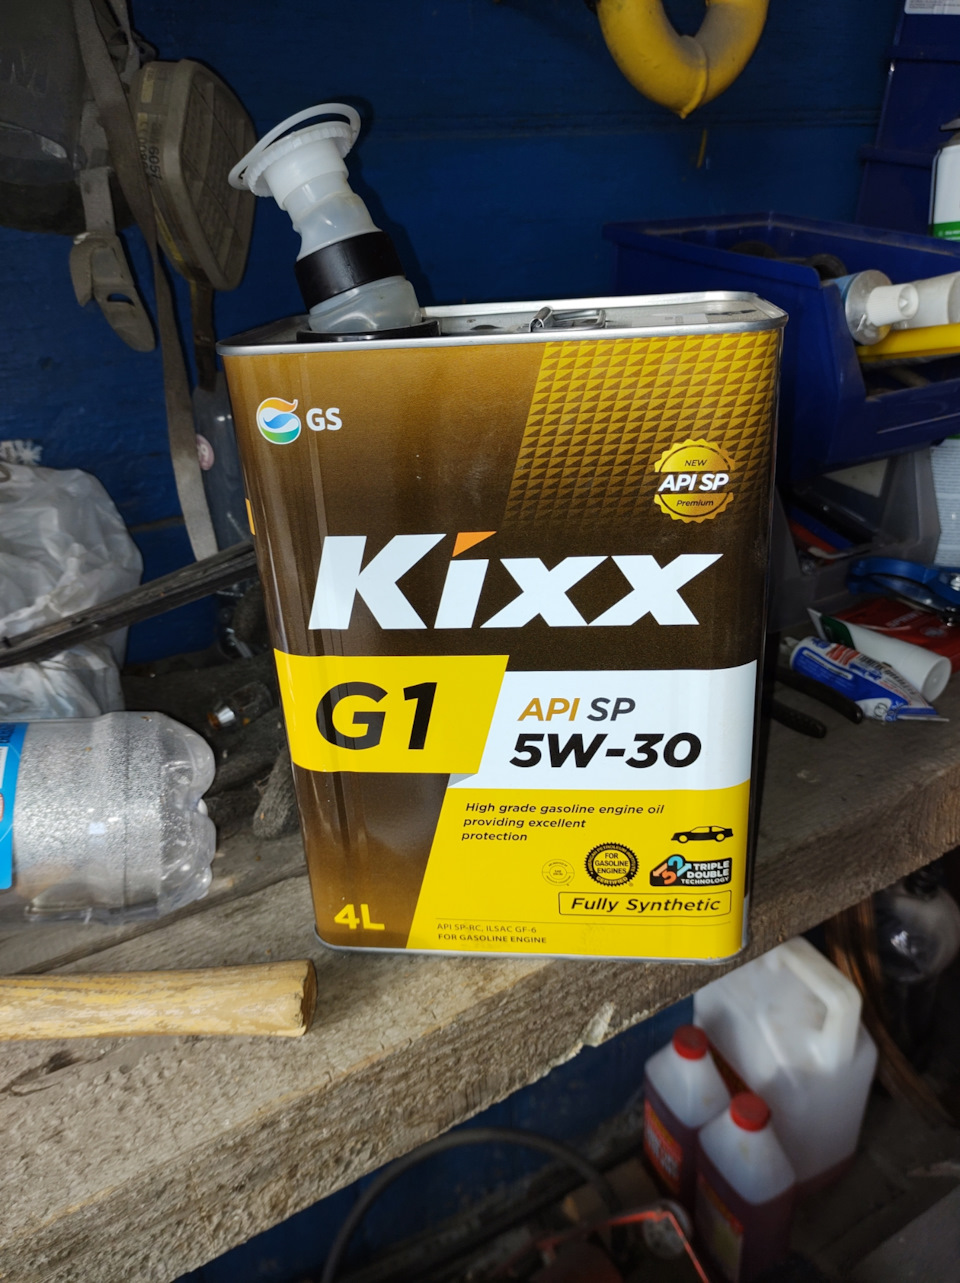 GS
NEW
API SP
Premium
Kixx
G1
API SP
5W-30
High grade gasoline engine oil
providing excellent
protection
FOR
GASOLINE
ENGINES
TRIPLE
DOUBLE
TECHNOLOGY
Fully Synthetic
4L
API SP-RC, ILSAC GF-6
FOR GASOLINE ENGINE